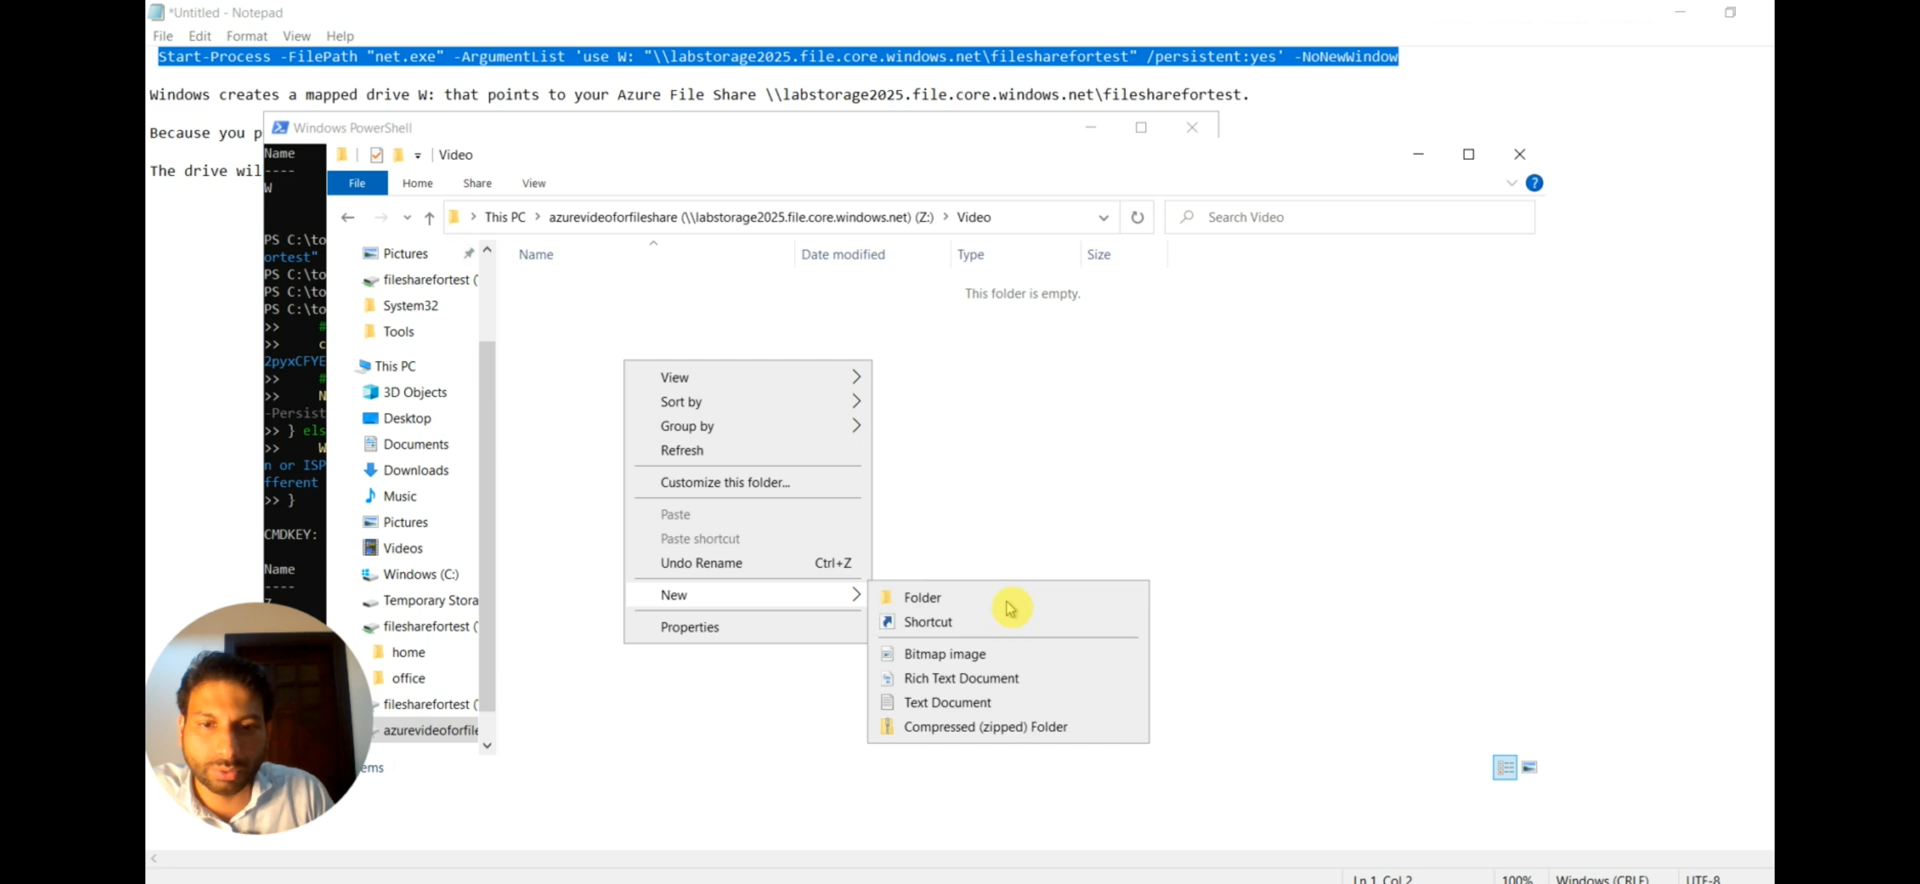 *Untitled - Notepad
File Edit Format View Help
Start-Process -FilePath "net.exe" -ArgumentList 'use W: "\\labstorage2025.file.core.windows.net\filesharefortest" /persistent:yes' -NoNewWindow
Windows creates a mapped drive W: that points to your Azure File Share \\labstorage2025.file.core.windows.net\filesharefortest.
Because you p
The drive wil
Windows PowerShell
Name
----
W
PS C:\to
ortest"
PS C:\to
PS C:\to
PS C:\to
>> #
>> c
2pyxCFYE
>> #
>> N
-Persist
>> } els
>> W
n or ISP
fferent
>> }
CMDKEY:
Name
----
Z
Video
File Home Share View
This PC > azurevideoforfileshare (\\labstorage2025.file.core.windows.net) (Z:) > Video
Search Video
Name Date modified Type Size
This folder is empty.
Pictures
filesharefortest (
System32
Tools
This PC
3D Objects
Desktop
Documents
Downloads
Music
Pictures
Videos
Windows (C:)
Temporary Stora
filesharefortest (
home
office
filesharefortest (
azurevideoforfile
ems
View
Sort by
Group by
Refresh
Customize this folder...
Paste
Paste shortcut
Undo Rename Ctrl+Z
New
Properties
Folder
Shortcut
Bitmap image
Rich Text Document
Text Document
Compressed (zipped) Folder
Ln 1, Col 2 100% Windows (CRLF) UTF-8